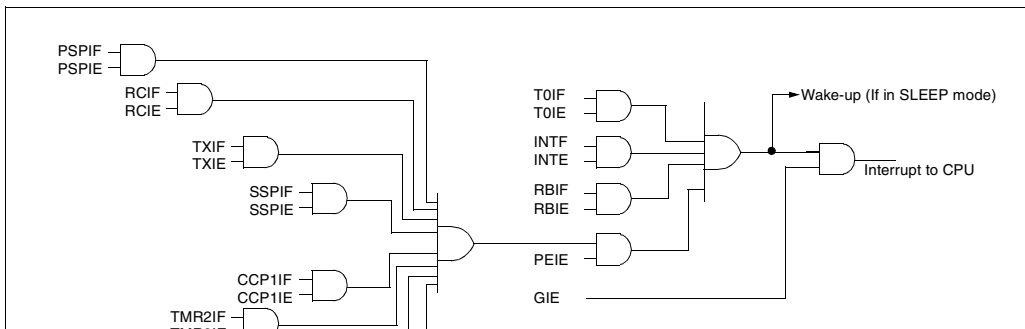 PSPIF
PSPIE
RCIF
RCIE
TXIF
TXIE
SSPIF
SSPIE
CCP1IF
CCP1IE
TMR2IF
T0IF
T0IE
INTF
INTE
RBIF
RBIE
PEIE
GIE
Wake-up (If in SLEEP mode)
Interrupt to CPU